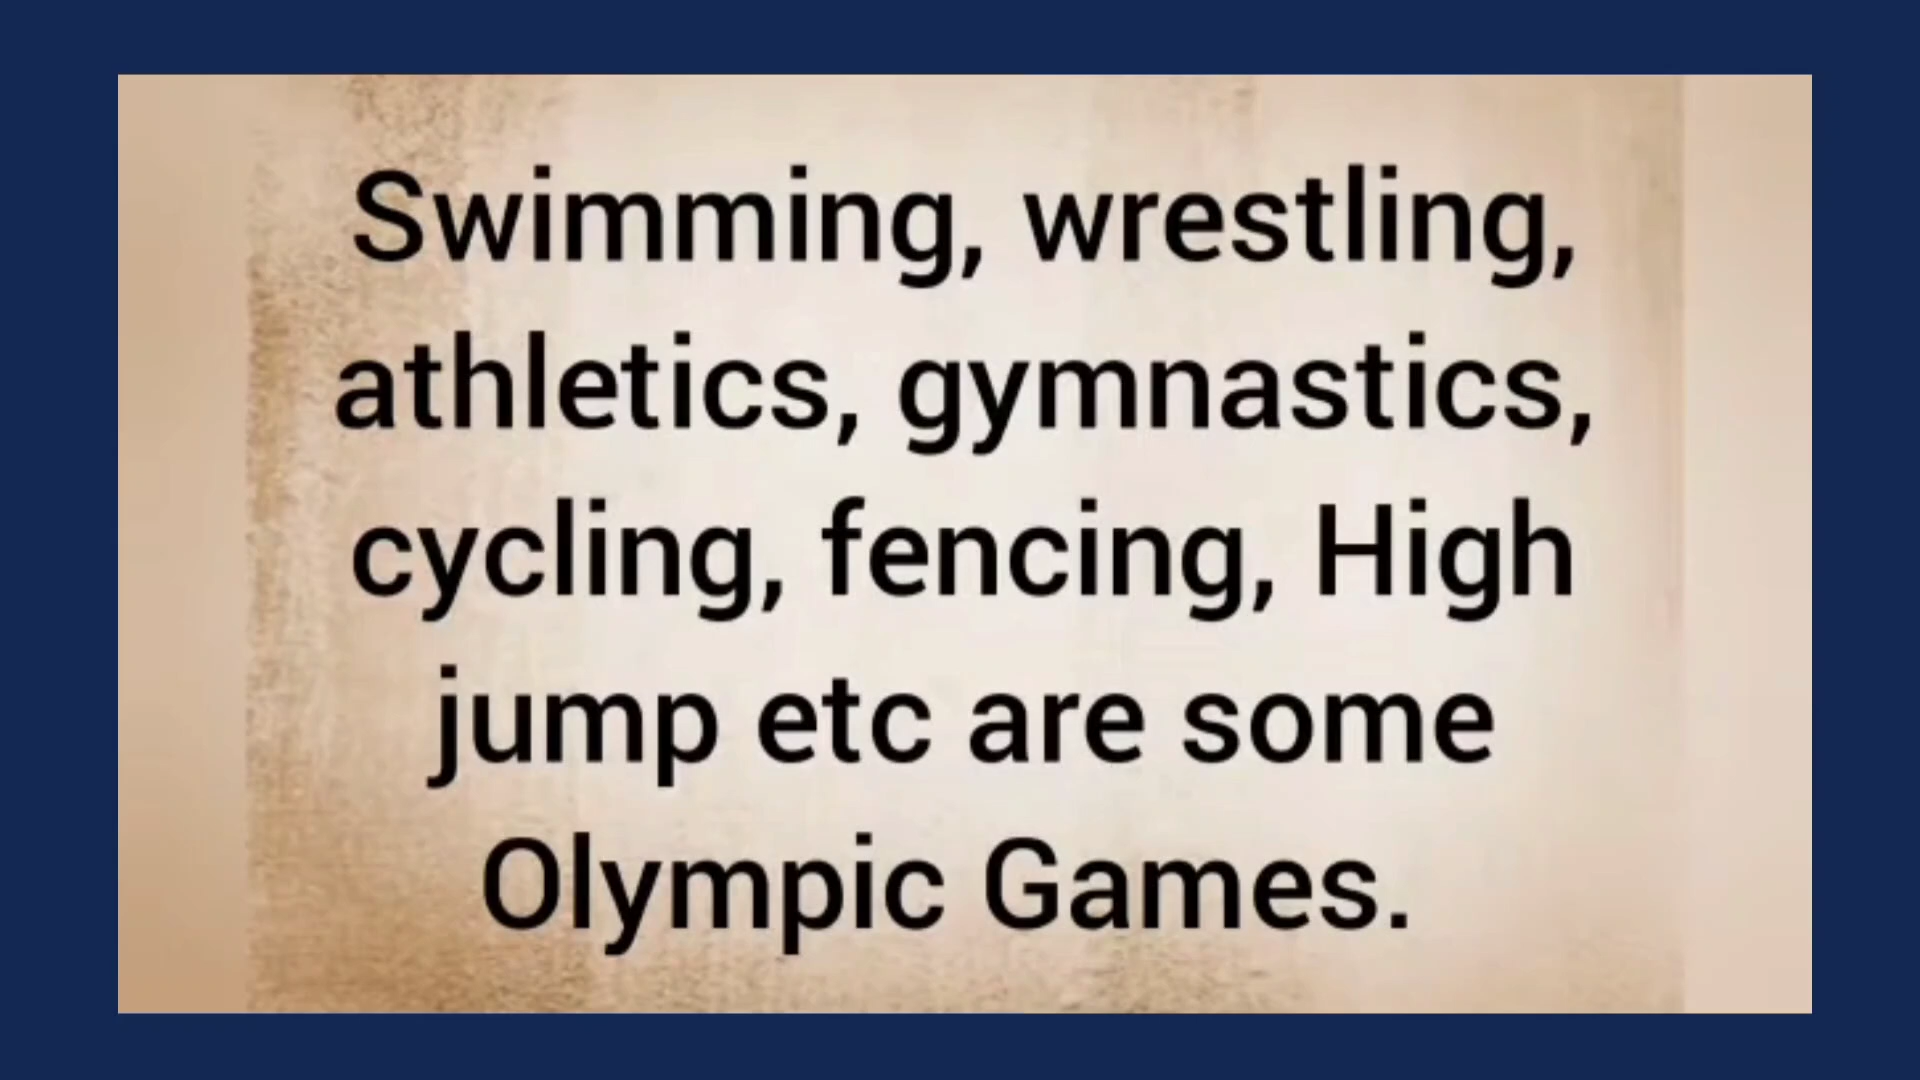 Swimming, wrestling,
athletics, gymnastics,
cycling, fencing, High
jump etc are some
Olympic Games.